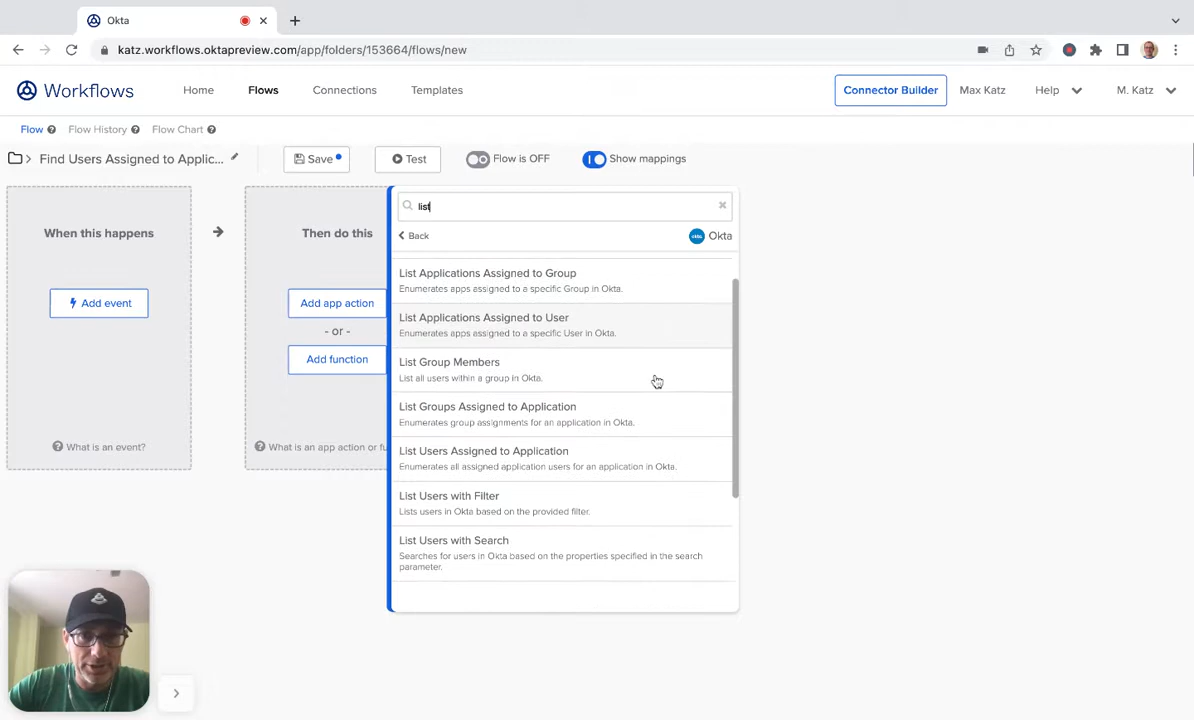 Okta
katz.workflows.oktapreview.com/app/folders/153664/flows/new
Workflows
Home
Flows
Connections
Templates
Connector Builder
Max Katz
Help
M. Katz
Flow
Flow History
Flow Chart
Find Users Assigned to Applic...
Save
Test
Flow is OFF
Show mappings
When this happens
Add event
What is an event?
Then do this
Add app action
- or -
Add function
What is an app action or fu
list
Back
Okta
List Applications Assigned to Group
Enumerates apps assigned to a specific Group in Okta.
List Applications Assigned to User
Enumerates apps assigned to a specific User in Okta.
List Group Members
List all users within a group in Okta.
List Groups Assigned to Application
Enumerates group assignments for an application in Okta.
List Users Assigned to Application
Enumerates all assigned application users for an application in Okta.
List Users with Filter
Lists users in Okta based on the provided filter.
List Users with Search
Searches for users in Okta based on the properties specified in the search
parameter.